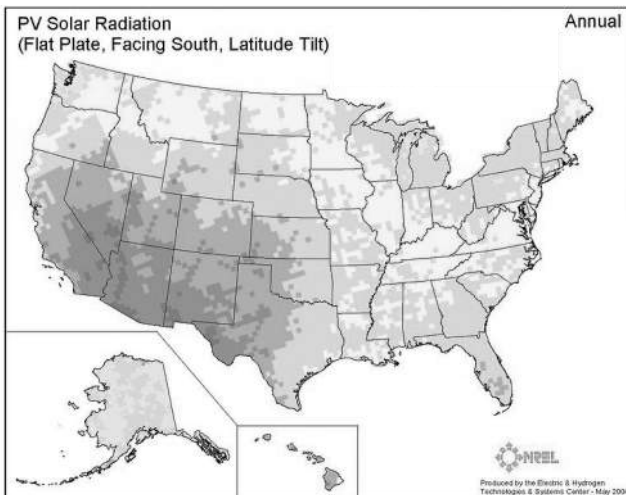 PV Solar Radiation
(Flat Plate, Facing South, Latitude Tilt)
Annual
NREL
Produced by the Electric & Hydrogen
Technologies & Systems Center - May 200